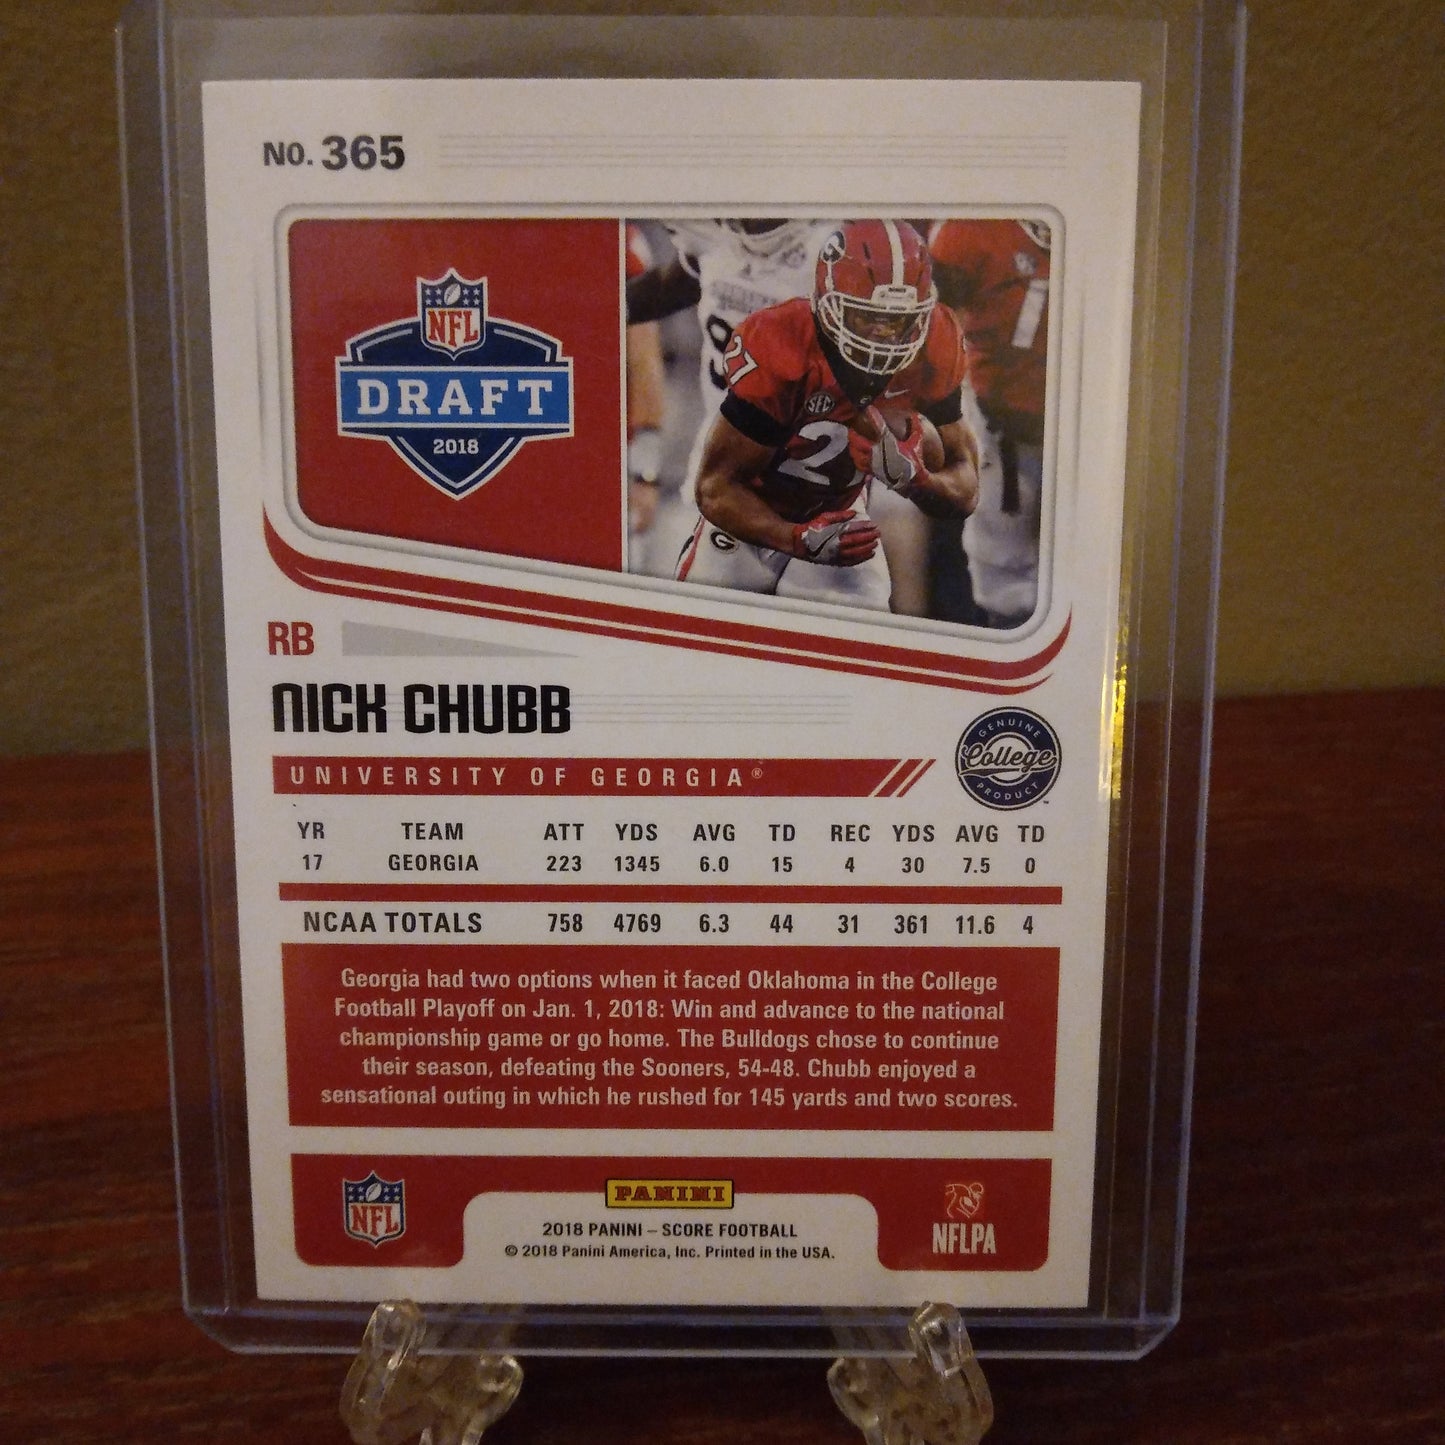 NO. 365
NFL
DRAFT
2018
27
SEC
27
G
9
RB
NICK CHUBB
UNIVERSITY OF GEORGIA®
GENUINE
College
PRODUCT
™
YR TEAM ATT YDS AVG TD REC YDS AVG TD
17 GEORGIA 223 1345 6.0 15 4 30 7.5 0
NCAA TOTALS 758 4769 6.3 44 31 361 11.6 4
Georgia had two options when it faced Oklahoma in the College
Football Playoff on Jan. 1, 2018: Win and advance to the national
championship game or go home. The Bulldogs chose to continue
their season, defeating the Sooners, 54-48. Chubb enjoyed a
sensational outing in which he rushed for 145 yards and two scores.
NFL
PANINI
2018 PANINI – SCORE FOOTBALL
© 2018 Panini America, Inc. Printed in the USA.
NFLPA